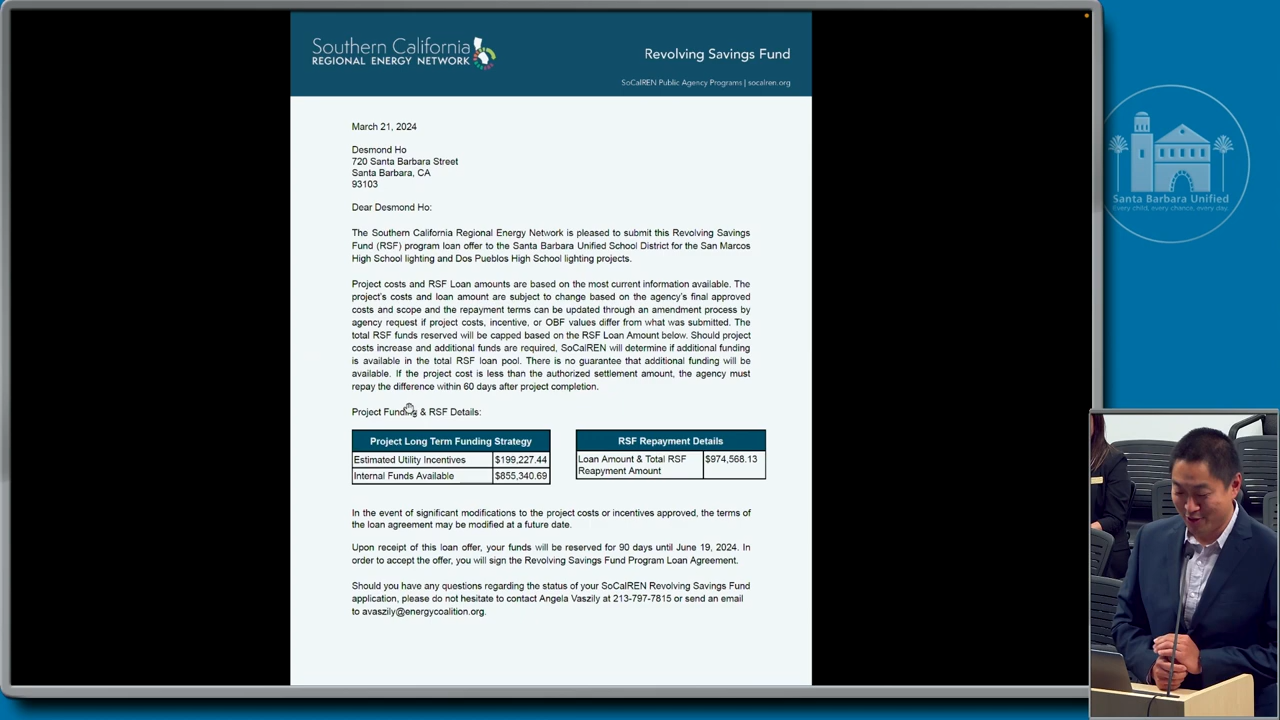 Southern California
REGIONAL ENERGY NETWORK
Revolving Savings Fund
SoCalREN Public Agency Programs | socalren.org
March 21, 2024
Desmond Ho
720 Santa Barbara Street
Santa Barbara, CA
93103
Dear Desmond Ho:
The Southern California Regional Energy Network is pleased to submit this Revolving Savings
Fund (RSF) program loan offer to the Santa Barbara Unified School District for the San Marcos
High School lighting and Dos Pueblos High School lighting projects.
Project costs and RSF Loan amounts are based on the most current information available. The
project's costs and loan amount are subject to change based on the agency's final approved
costs and scope and the repayment terms can be updated through an amendment process by
agency request if project costs, incentive, or OBF values differ from what was submitted. The
total RSF funds reserved will be capped based on the RSF Loan Amount below. Should project
costs increase and additional funds are required, SoCalREN will determine if additional funding
is available in the total RSF loan pool. There is no guarantee that additional funding will be
available. If the project cost is less than the authorized settlement amount, the agency must
repay the difference within 60 days after project completion.
Project Funding & RSF Details:
Project Long Term Funding Strategy
Estimated Utility Incentives $199,227.44
Internal Funds Available $855,340.69
RSF Repayment Details
Loan Amount & Total RSF $974,568.13
Reapyment Amount
In the event of significant modifications to the project costs or incentives approved, the terms of
the loan agreement may be modified at a future date.
Upon receipt of this loan offer, your funds will be reserved for 90 days until June 19, 2024. In
order to accept the offer, you will sign the Revolving Savings Fund Program Loan Agreement.
Should you have any questions regarding the status of your SoCalREN Revolving Savings Fund
application, please do not hesitate to contact Angela Vaszily at 213-797-7815 or send an email
to avaszily@energycoalition.org.
Santa Barbara Unified
Every child, every chance, every day.